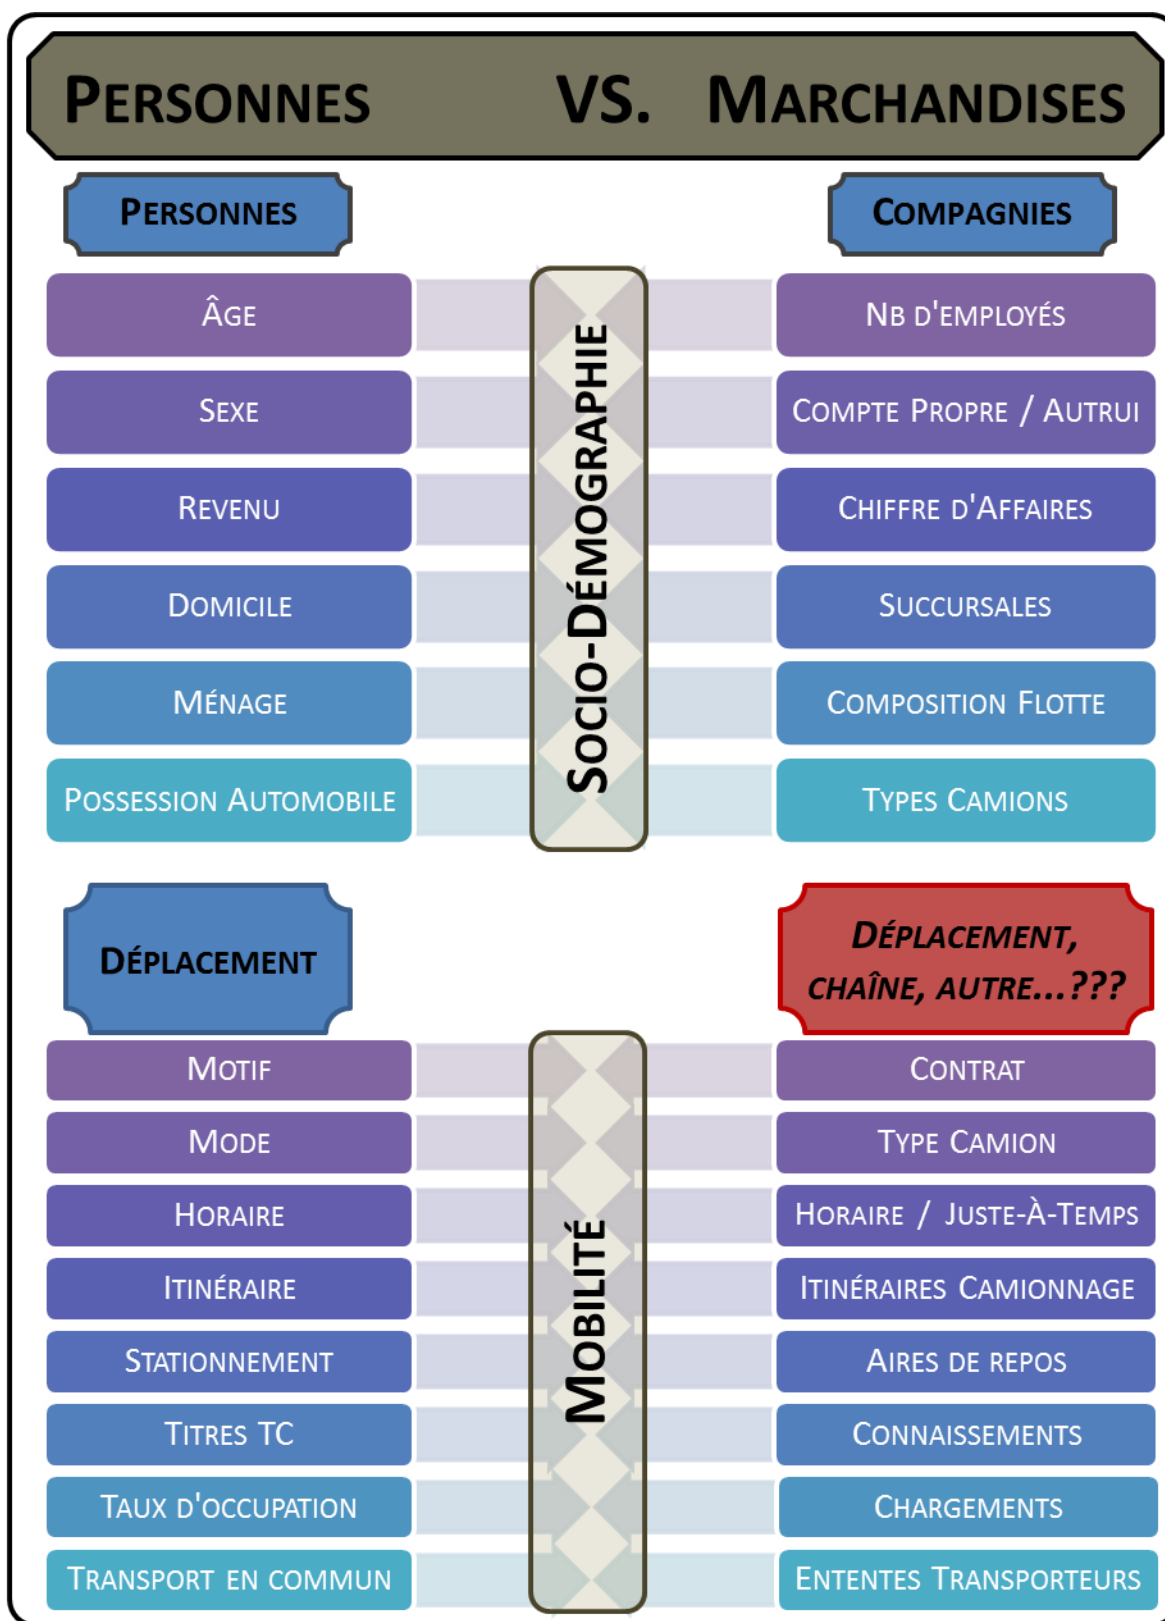 PERSONNES VS. MARCHANDISES
PERSONNES
COMPAGNIES
SOCIO-DÉMOGRAPHIE
ÂGE
NB D'EMPLOYÉS
SEXE
COMPTE PROPRE / AUTRUI
REVENU
CHIFFRE D'AFFAIRES
DOMICILE
SUCCURSALES
MÉNAGE
COMPOSITION FLOTTE
POSSESSION AUTOMOBILE
TYPES CAMIONS
DÉPLACEMENT
DÉPLACEMENT,
CHAÎNE, AUTRE...???
MOBILITÉ
MOTIF
CONTRAT
MODE
TYPE CAMION
HORAIRE
HORAIRE / JUSTE-À-TEMPS
ITINÉRAIRE
ITINÉRAIRES CAMIONNAGE
STATIONNEMENT
AIRES DE REPOS
TITRES TC
CONNAISSEMENTS
TAUX D'OCCUPATION
CHARGEMENTS
TRANSPORT EN COMMUN
ENTENTES TRANSPORTEURS